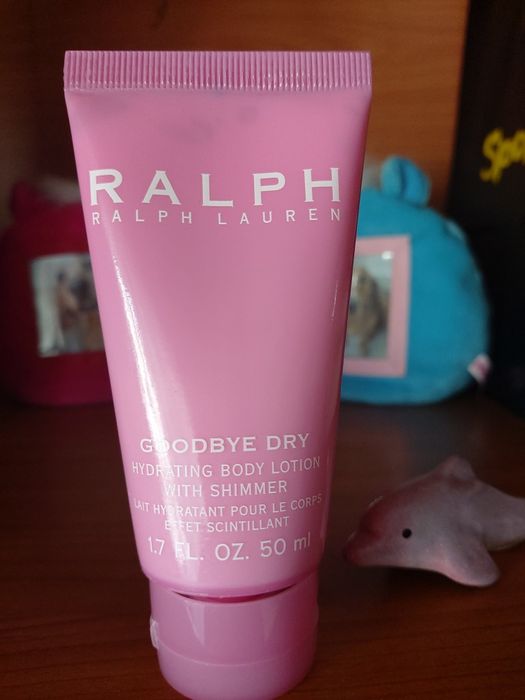 RALPH
RALPH LAUREN
GOODBYE DRY
HYDRATING BODY LOTION
WITH SHIMMER
LAIT HYDRATANT POUR LE CORPS
EFFET SCINTILLANT
1.7 FL. OZ. 50 ml